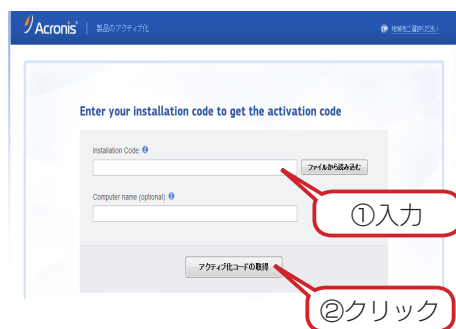 Acronis 製品のアクティブ化 地域をご選択ください
Enter your installation code to get the activation code
Installation Code:
ファイルから読み込む
①入力
Computer name (optional):
アクティブ化コードの取得
②クリック